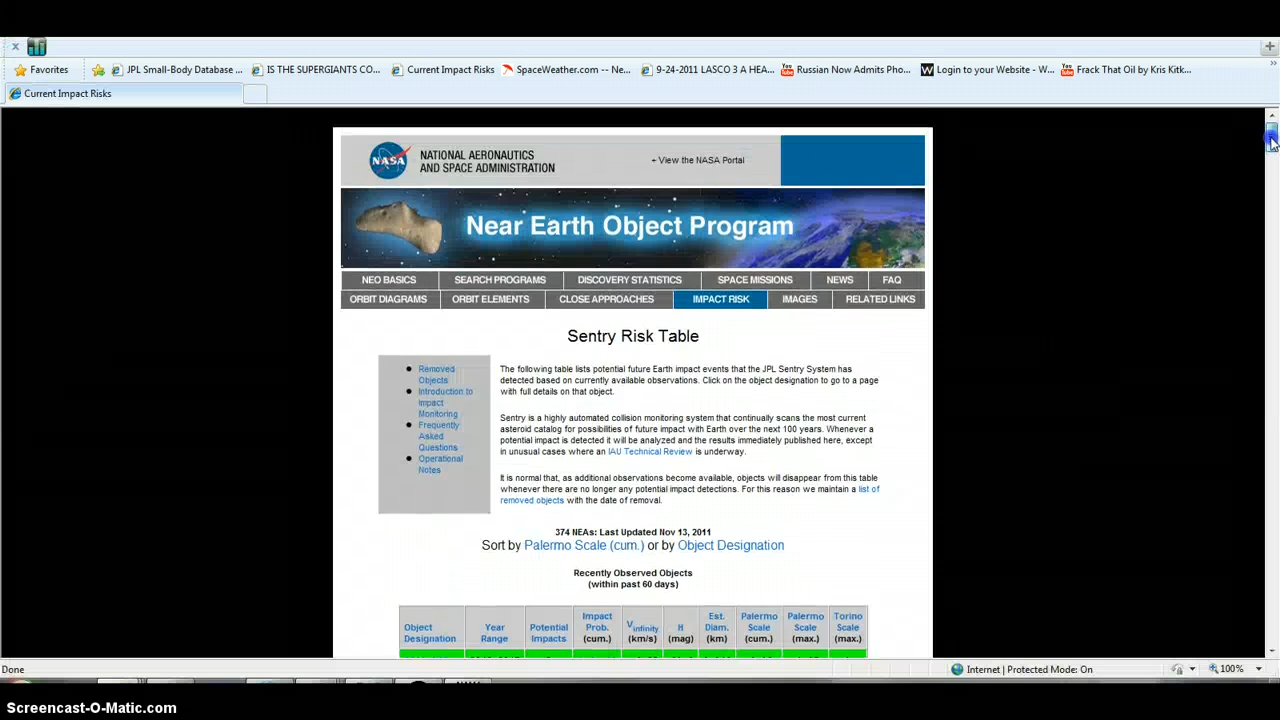 Favorites JPL Small-Body Database ... IS THE SUPERGIANTS CO... Current Impact Risks SpaceWeather.com -- Ne... 9-24-2011 LASCO 3 A HEA... Russian Now Admits Pho... Login to your Website - W... Frack That Oil by Kris Kitk...
Current Impact Risks
NASA
NATIONAL AERONAUTICS
AND SPACE ADMINISTRATION
+ View the NASA Portal
Near Earth Object Program
NEO BASICS SEARCH PROGRAMS DISCOVERY STATISTICS SPACE MISSIONS NEWS FAQ
ORBIT DIAGRAMS ORBIT ELEMENTS CLOSE APPROACHES IMPACT RISK IMAGES RELATED LINKS
Sentry Risk Table
Removed
Objects
Introduction to
Impact
Monitoring
Frequently
Asked
Questions
Operational
Notes
The following table lists potential future Earth impact events that the JPL Sentry System has
detected based on currently available observations. Click on the object designation to go to a page
with full details on that object.
Sentry is a highly automated collision monitoring system that continually scans the most current
asteroid catalog for possibilities of future impact with Earth over the next 100 years. Whenever a
potential impact is detected it will be analyzed and the results immediately published here, except
in unusual cases where an IAU Technical Review is underway.
It is normal that, as additional observations become available, objects will disappear from this table
whenever there are no longer any potential impact detections. For this reason we maintain a list of
removed objects with the date of removal.
374 NEAs: Last Updated Nov 13, 2011
Sort by Palermo Scale (cum.) or by Object Designation
Recently Observed Objects
(within past 60 days)
Object
Designation
Year
Range
Potential
Impacts
Impact
Prob.
(cum.)
Vinfinity
(km/s)
H
(mag)
Est.
Diam.
(km)
Palermo
Scale
(cum.)
Palermo
Scale
(max.)
Torino
Scale
(max.)
Done
Internet | Protected Mode: On
100%
Screencast-O-Matic.com